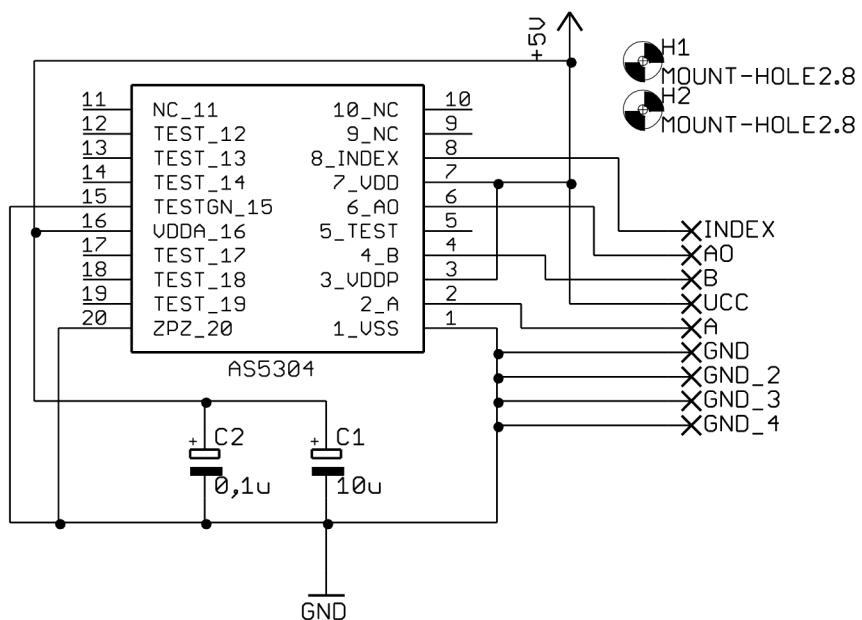 +5V
H1
MOUNT-HOLE2.8
H2
MOUNT-HOLE2.8
11 NC_11 10_NC 10
12 TEST_12 9_NC 9
13 TEST_13 8_INDEX 8
14 TEST_14 7_VDD 7
15 TESTGN_15 6_AO 6
16 VDDA_16 5_TEST 5
17 TEST_17 4_B 4
18 TEST_18 3_VDDP 3
19 TEST_19 2_A 2
20 ZPZ_20 1_VSS 1
AS5304
INDEX
AO
B
VCC
A
GND
GND_2
GND_3
GND_4
+ C2
0,1u
+ C1
10u
GND